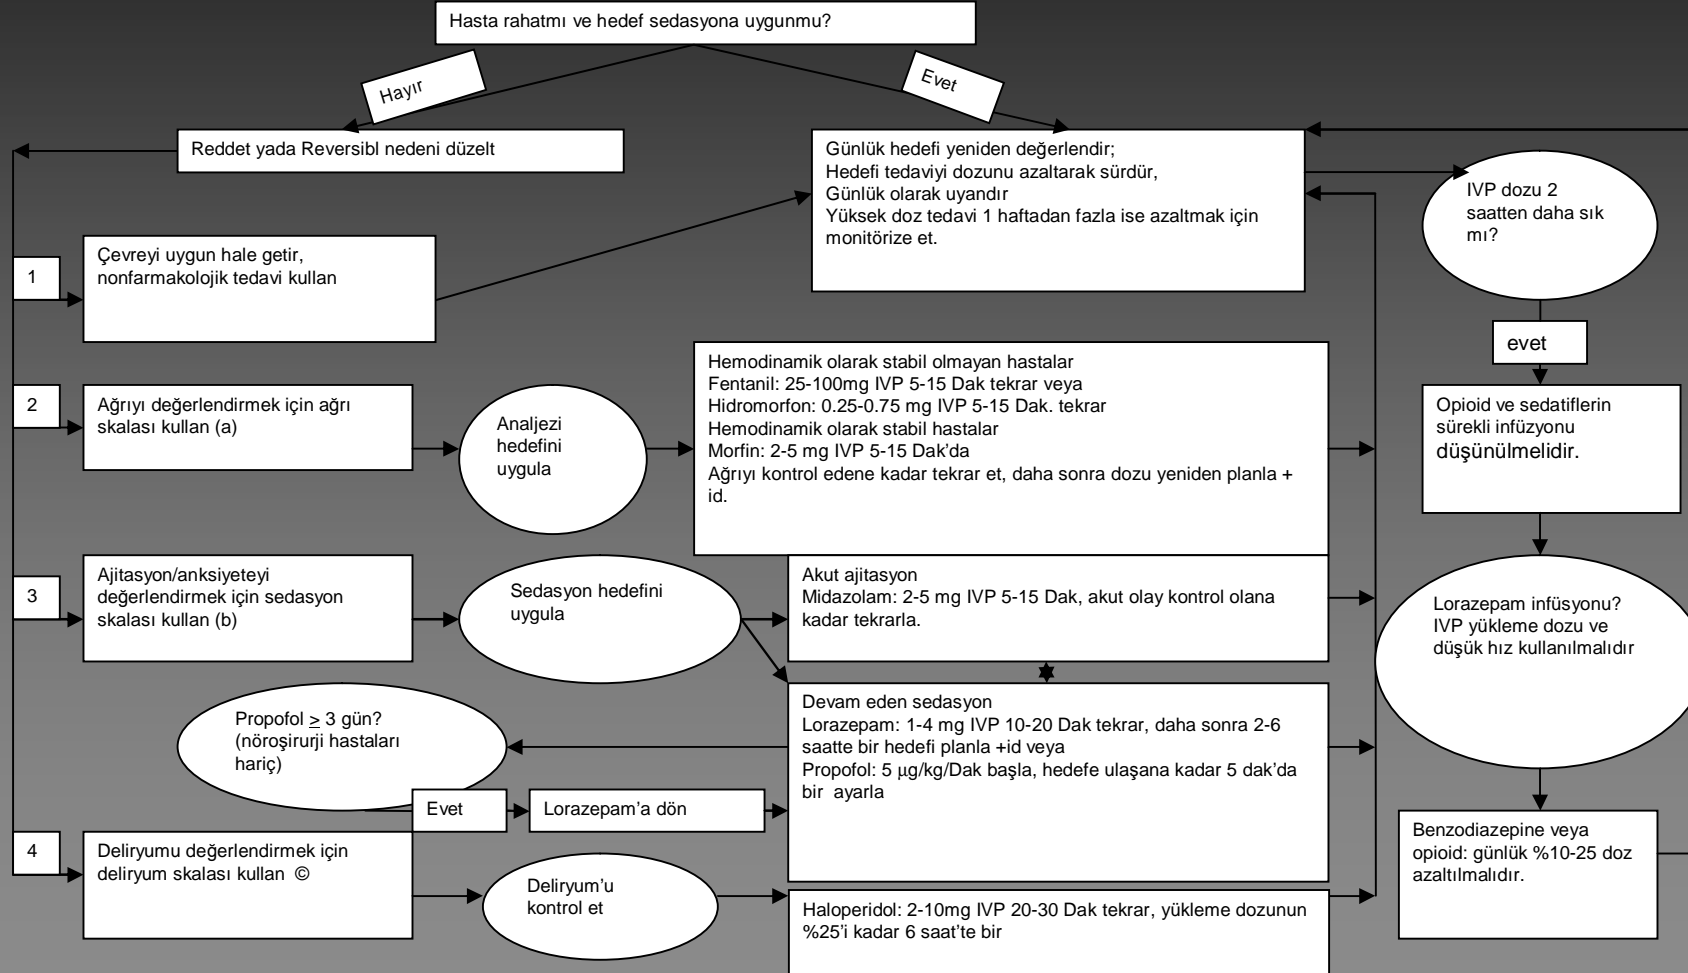 Hasta rahatmı ve hedef sedasyona uygunmu?
Hayır
Evet
Reddet yada Reversibl nedeni düzelt
Günlük hedefi yeniden değerlendir;
Hedefi tedaviyi dozunu azaltarak sürdür,
Günlük olarak uyandır
Yüksek doz tedavi 1 haftadan fazla ise azaltmak için
monitörize et.
IVP dozu 2
saatten daha sık
mı?
1
Çevreyi uygun hale getir,
nonfarmakolojik tedavi kullan
evet
2
Ağrıyı değerlendirmek için ağrı
skalası kullan (a)
Analjezi
hedefini
uygula
Hemodinamik olarak stabil olmayan hastalar
Fentanil: 25-100mg IVP 5-15 Dak tekrar veya
Hidromorfon: 0.25-0.75 mg IVP 5-15 Dak. tekrar
Hemodinamik olarak stabil hastalar
Morfin: 2-5 mg IVP 5-15 Dak’da
Ağrıyı kontrol edene kadar tekrar et, daha sonra dozu yeniden planla +
id.
Opioid ve sedatiflerin
sürekli infüzyonu
düşünülmelidir.
3
Ajitasyon/anksiyeteyi
değerlendirmek için sedasyon
skalası kullan (b)
Sedasyon hedefini
uygula
Akut ajitasyon
Midazolam: 2-5 mg IVP 5-15 Dak, akut olay kontrol olana
kadar tekrarla.
Lorazepam infüsyonu?
IVP yükleme dozu ve
düşük hız kullanılmalıdır
Propofol ≥ 3 gün?
(nöroşirurji hastaları
hariç)
Devam eden sedasyon
Lorazepam: 1-4 mg IVP 10-20 Dak tekrar, daha sonra 2-6
saatte bir hedefi planla +id veya
Propofol: 5 µg/kg/Dak başla, hedefe ulaşana kadar 5 dak’da
bir ayarla
Evet
Lorazepam’a dön
4
Deliryumu değerlendirmek için
deliryum skalası kullan ©
Deliryum’u
kontrol et
Haloperidol: 2-10mg IVP 20-30 Dak tekrar, yükleme dozunun
%25’i kadar 6 saat’te bir
Benzodiazepine veya
opioid: günlük %10-25 doz
azaltılmalıdır.